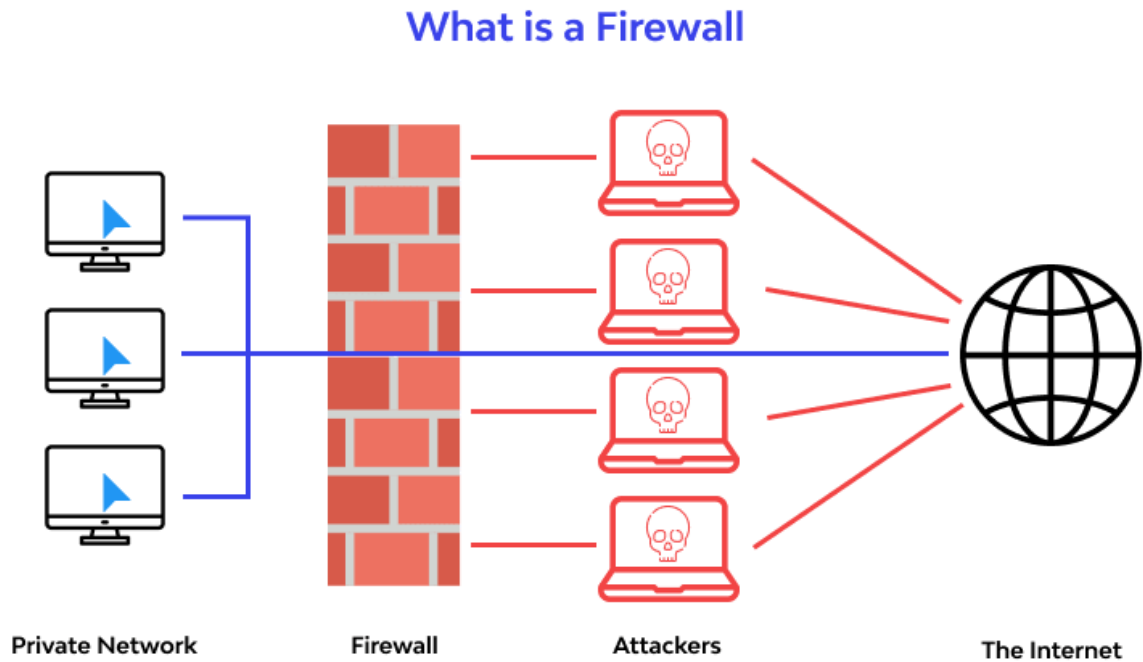 What is a Firewall
Private Network
Firewall
Attackers
The Internet